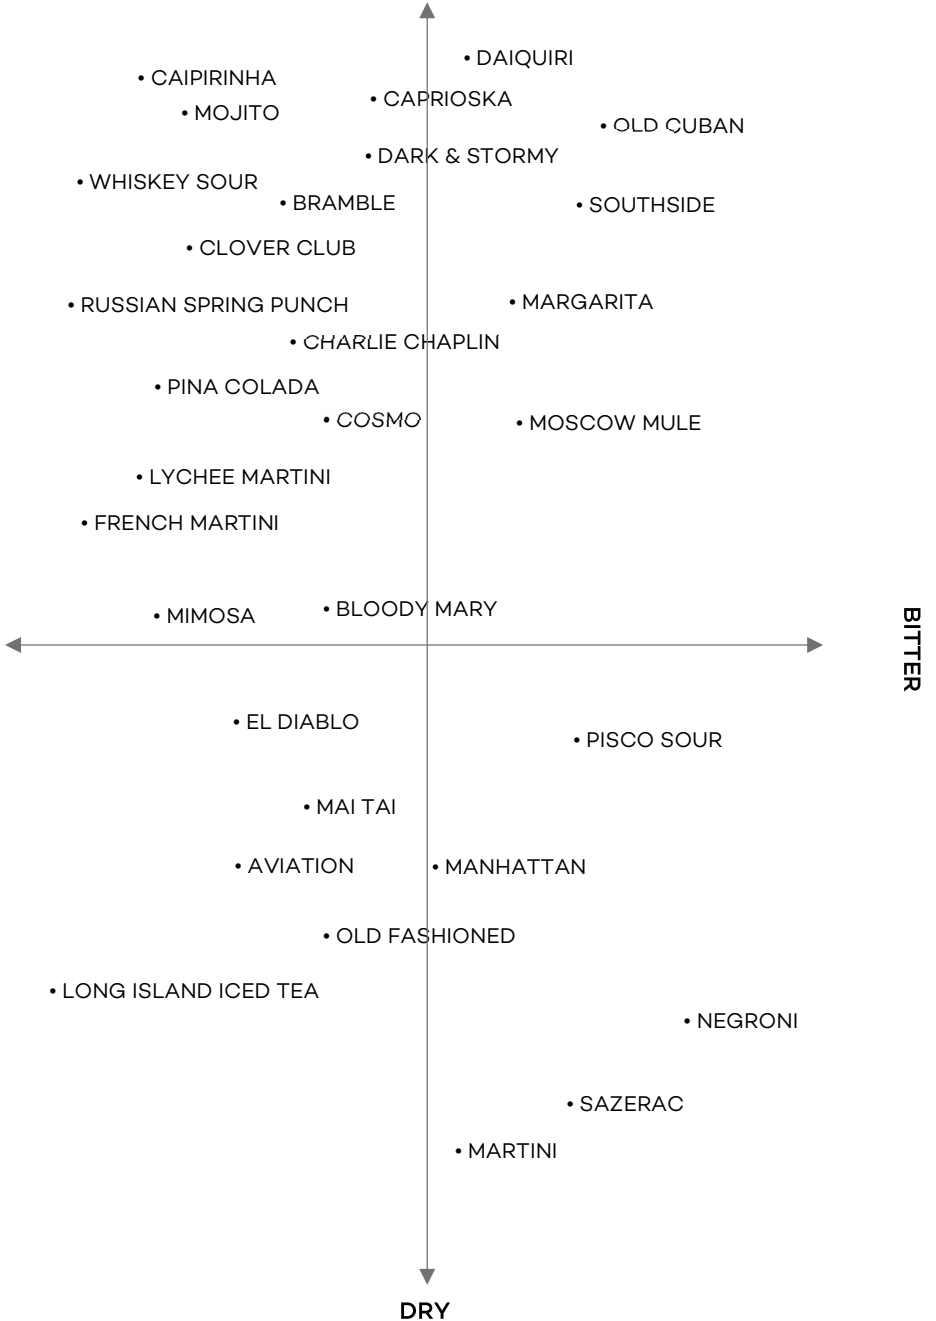 • DAIQUIRI
• CAIPIRINHA
• CAPRIOSKA
• MOJITO
• OLD CUBAN
• DARK & STORMY
• WHISKEY SOUR
• BRAMBLE
• SOUTHSIDE
• CLOVER CLUB
• MARGARITA
• RUSSIAN SPRING PUNCH
• CHARLIE CHAPLIN
• PINA COLADA
• COSMO
• MOSCOW MULE
• LYCHEE MARTINI
• FRENCH MARTINI
• BLOODY MARY
• MIMOSA
BITTER
• EL DIABLO
• PISCO SOUR
• MAI TAI
• AVIATION
• MANHATTAN
• OLD FASHIONED
• LONG ISLAND ICED TEA
• NEGRONI
• SAZERAC
• MARTINI
DRY